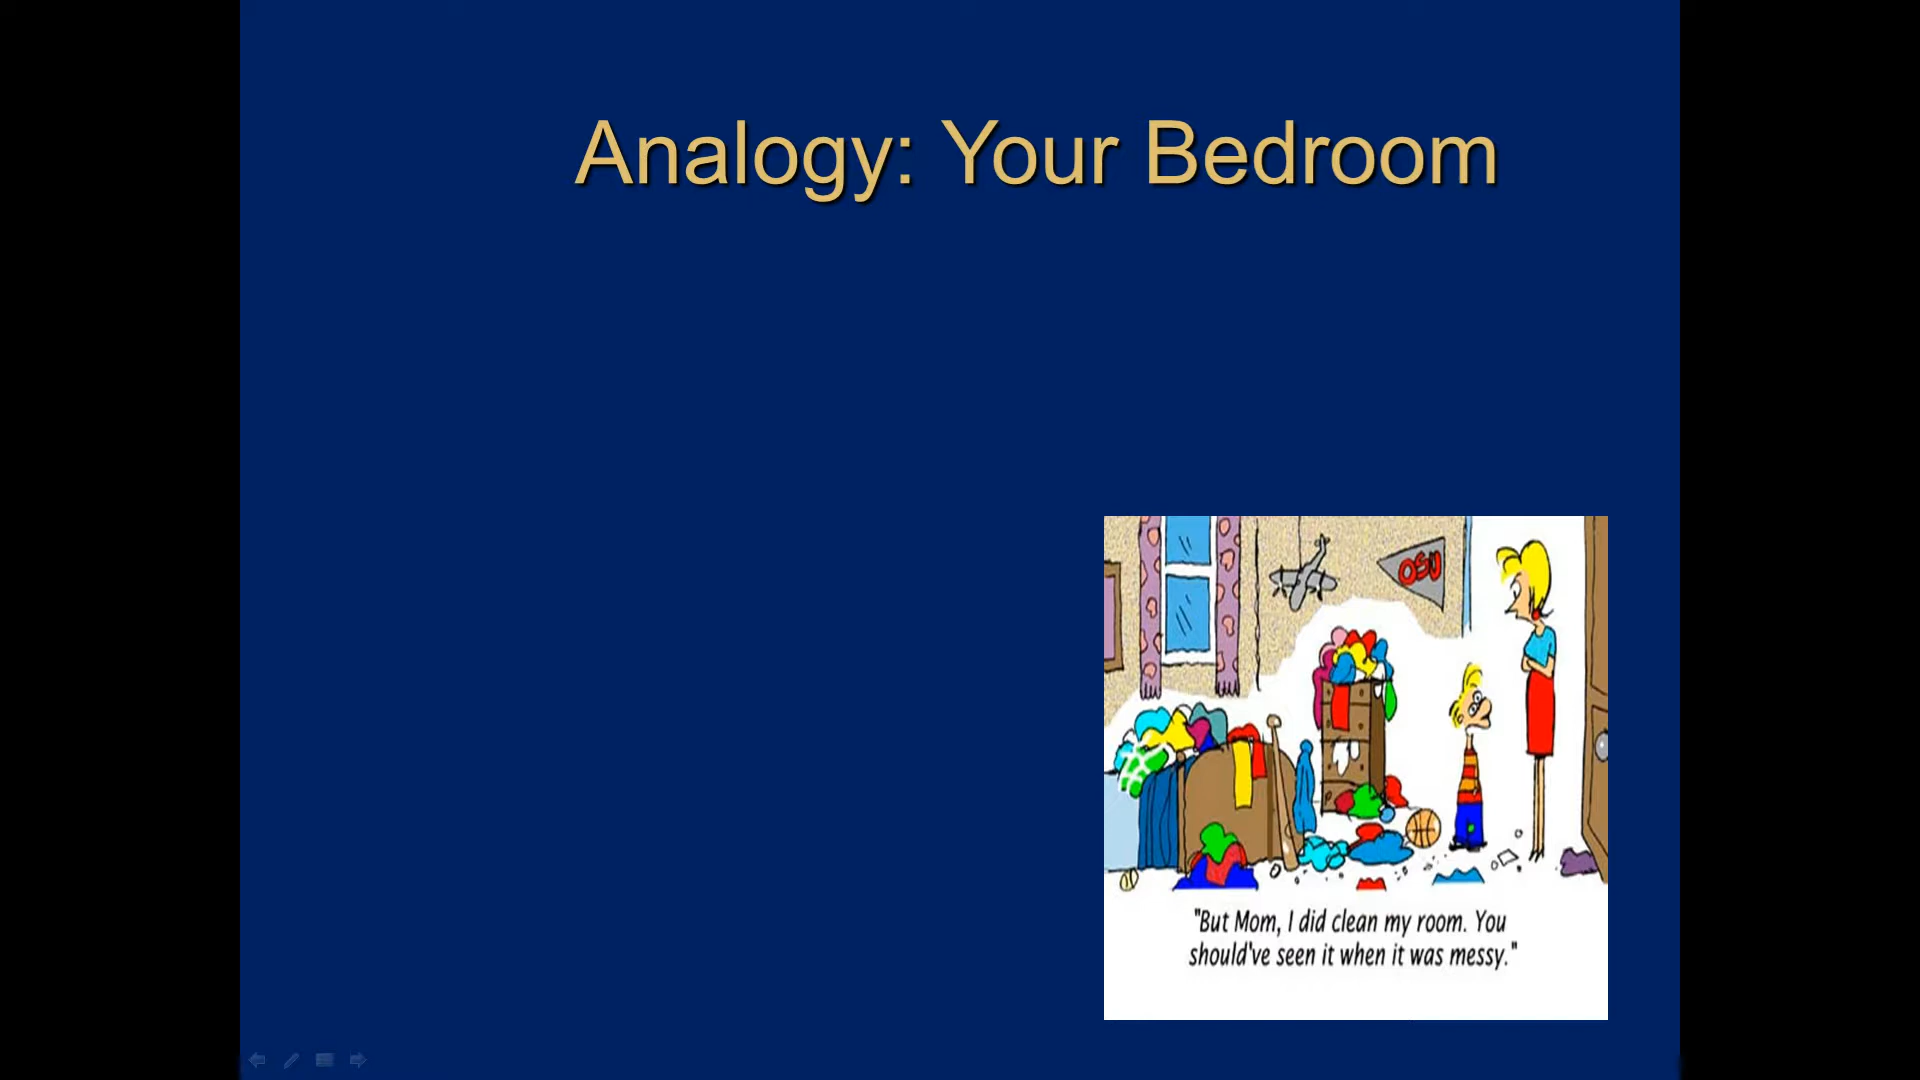 Analogy: Your Bedroom
OSU
"But Mom, I did clean my room. You
should've seen it when it was messy."